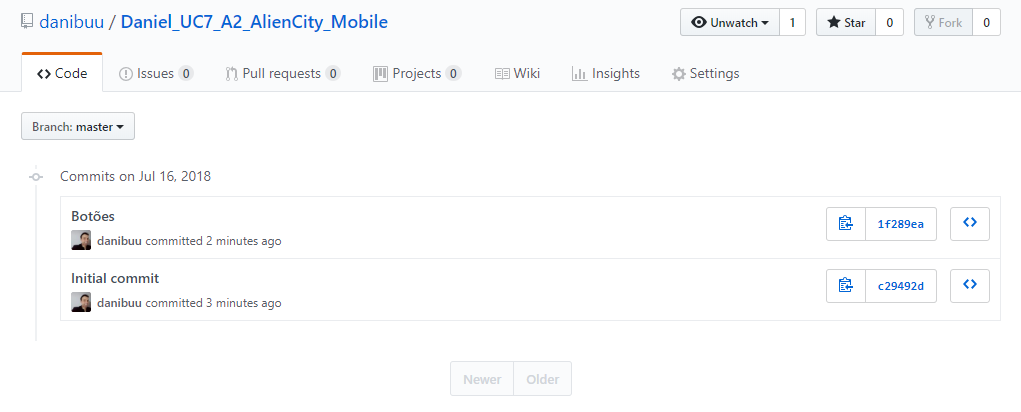 danibuu / Daniel_UC7_A2_AlienCity_Mobile Unwatch 1 Star 0 Fork 0
Code Issues 0 Pull requests 0 Projects 0 Wiki Insights Settings
Branch: master
Commits on Jul 16, 2018
Botões
danibuu committed 2 minutes ago
1f289ea
Initial commit
danibuu committed 3 minutes ago
c29492d
Newer Older